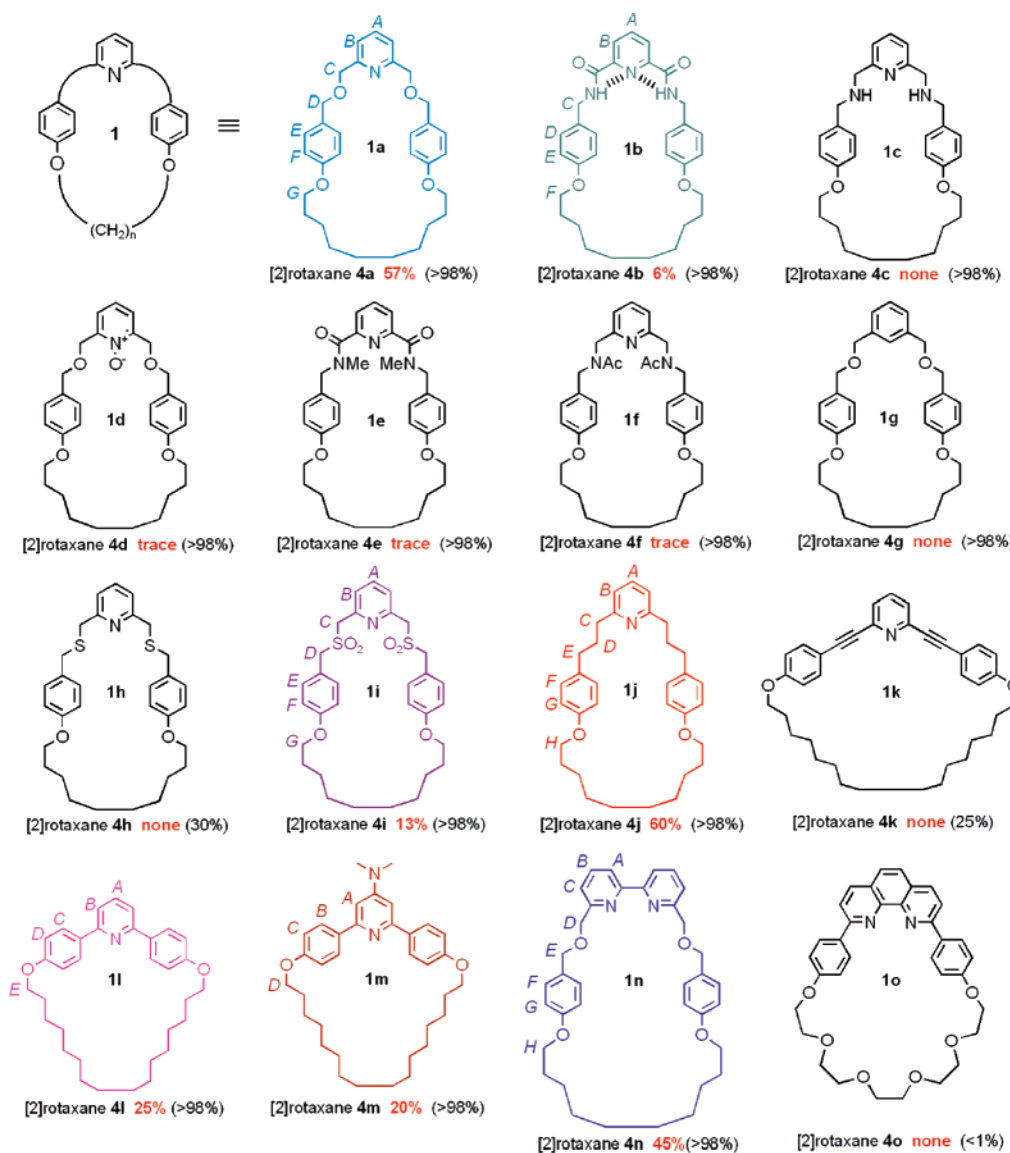 A
B
N
C
O O
D
E
F
1a
O O
G
[2]rotaxane 4a 57% (>98%)
A
B
O N O
NH HN
C
D
E
1b
O O
F
[2]rotaxane 4b 6% (>98%)
N
NH HN
1c
O O
[2]rotaxane 4c none (>98%)
N
1
≡
O O
(CH2)n
N+
O O- O
1d
O O
[2]rotaxane 4d trace (>98%)
O N O
NMe MeN
1e
O O
[2]rotaxane 4e trace (>98%)
N
NAc AcN
1f
O O
[2]rotaxane 4f trace (>98%)
O O
1g
O O
[2]rotaxane 4g none (>98%)
N
S S
1h
O O
[2]rotaxane 4h none (30%)
A
B
C N
D SO2 O2S
E
F
1i
G O O
[2]rotaxane 4i 13% (>98%)
A
B
C N
E D
F
G
1j
H O O
[2]rotaxane 4j 60% (>98%)
N
O 1k O
[2]rotaxane 4k none (25%)
A
B
C
D N
O 1l O
E
[2]rotaxane 4l 25% (>98%)
N
A
B
C N
O 1m O
D
[2]rotaxane 4m 20% (>98%)
B A
C
N N
D
O O
E
F
G
1n
O O
H
[2]rotaxane 4n 45%(>98%)
N N
1o
O O
O O
O O
[2]rotaxane 4o none (<1%)